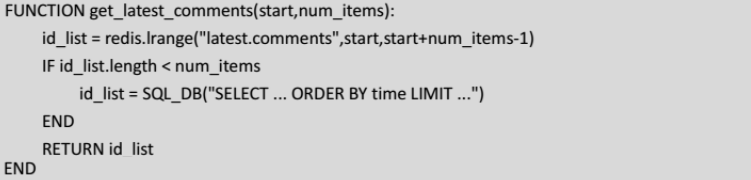 FUNCTION get_latest_comments(start,num_items):
id_list = redis.lrange("latest.comments",start,start+num_items-1)
IF id_list.length < num_items
id_list = SQL_DB("SELECT ... ORDER BY time LIMIT ...")
END
RETURN id_list
END